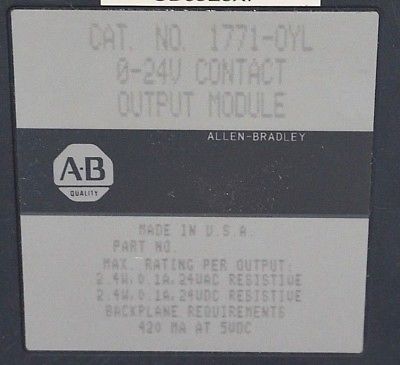 CAT. NO. 1771-OYL
0-24V CONTACT
OUTPUT MODULE
ALLEN-BRADLEY
A-B
QUALITY
MADE IN U.S.A.
PART NO.
MAX. RATING PER OUTPUT:
2.4W,0.1A,24VAC RESISTIVE
2.4W,0.1A,24VDC RESISTIVE
BACKPLANE REQUIREMENTS
420 MA AT 5VDC